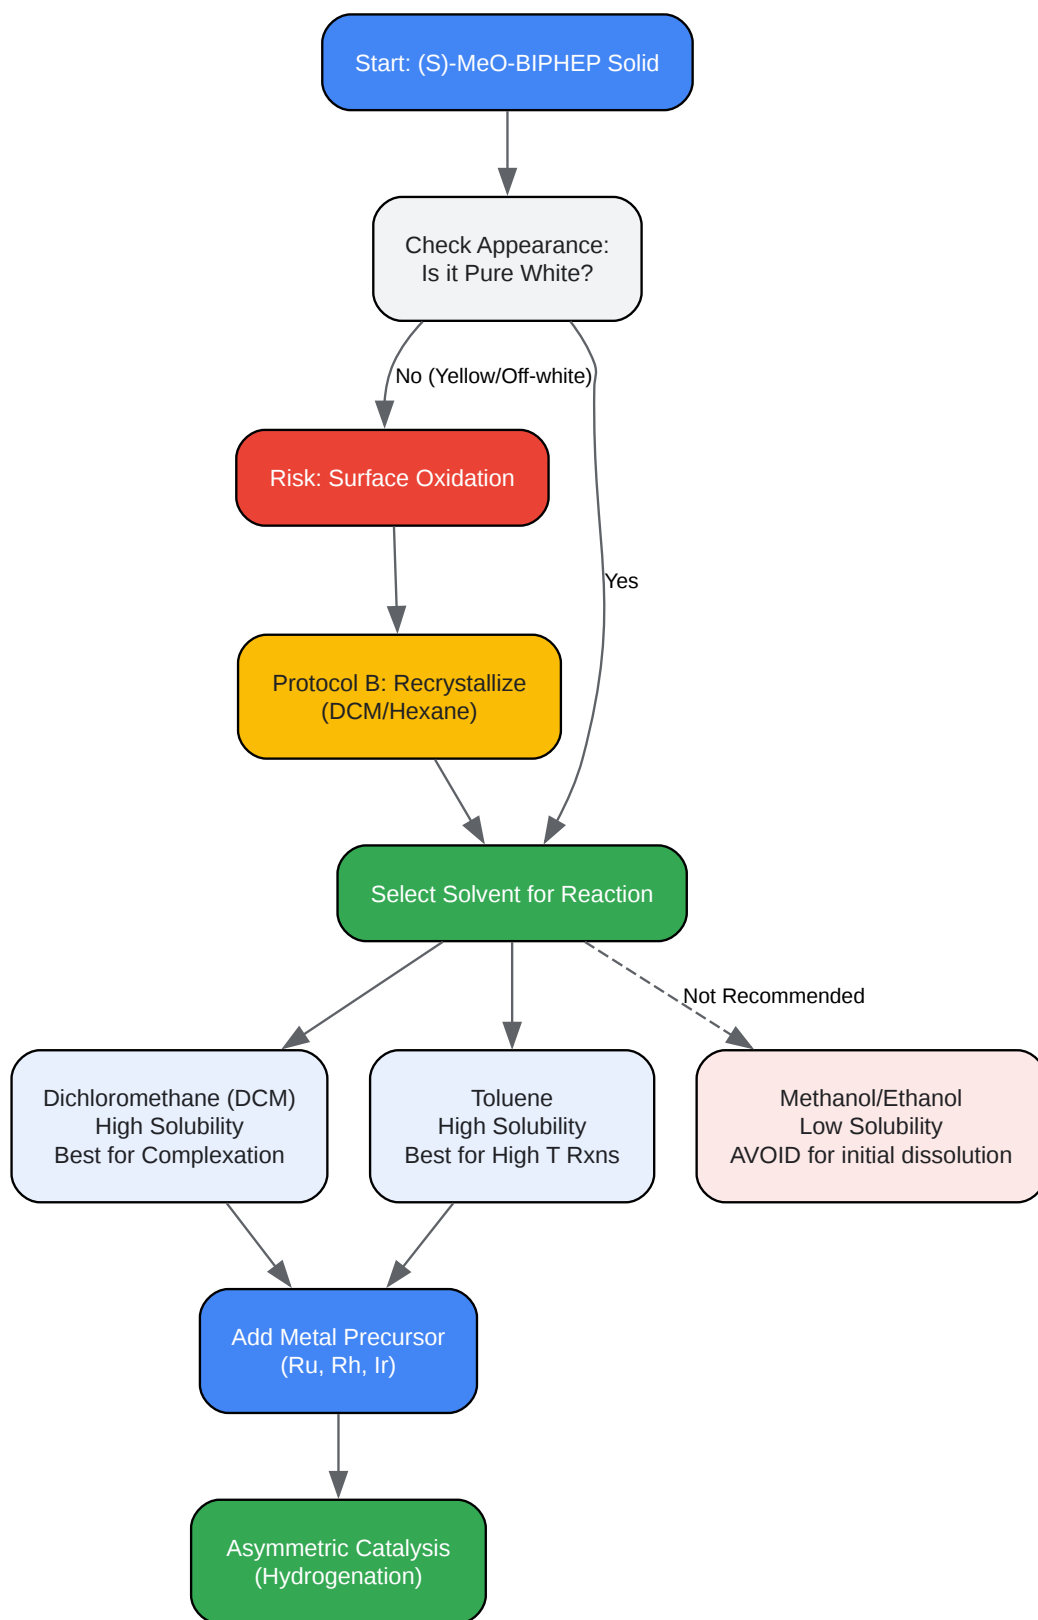 Start: (S)-MeO-BIPHEP Solid
Check Appearance:
Is it Pure White?
No (Yellow/Off-white)
Risk: Surface Oxidation
Yes
Protocol B: Recrystallize
(DCM/Hexane)
Select Solvent for Reaction
Not Recommended
Dichloromethane (DCM)
High Solubility
Best for Complexation
Toluene
High Solubility
Best for High T Rxns
Methanol/Ethanol
Low Solubility
AVOID for initial dissolution
Add Metal Precursor
(Ru, Rh, Ir)
Asymmetric Catalysis
(Hydrogenation)